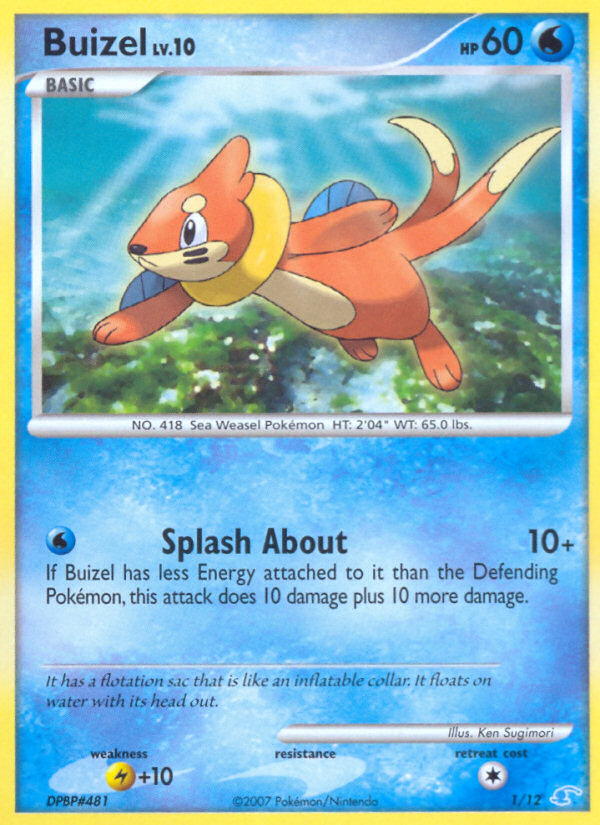 Buizel LV.10 HP 60
BASIC
NO. 418 Sea Weasel Pokémon HT: 2'04" WT: 65.0 lbs.
Splash About 10+
If Buizel has less Energy attached to it than the Defending
Pokémon, this attack does 10 damage plus 10 more damage.
It has a flotation sac that is like an inflatable collar. It floats on
water with its head out.
Illus. Ken Sugimori
weakness resistance retreat cost
+10
DPBP#481 ©2007 Pokémon/Nintendo 1/12